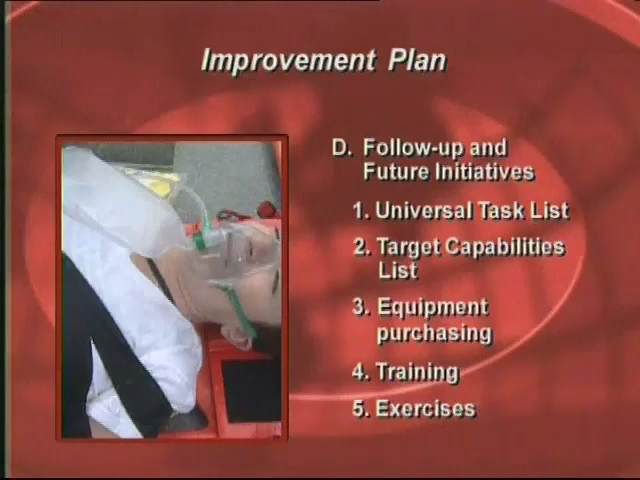 Improvement Plan
D. Follow-up and
Future Initiatives
1. Universal Task List
2. Target Capabilities
List
3. Equipment
purchasing
4. Training
5. Exercises